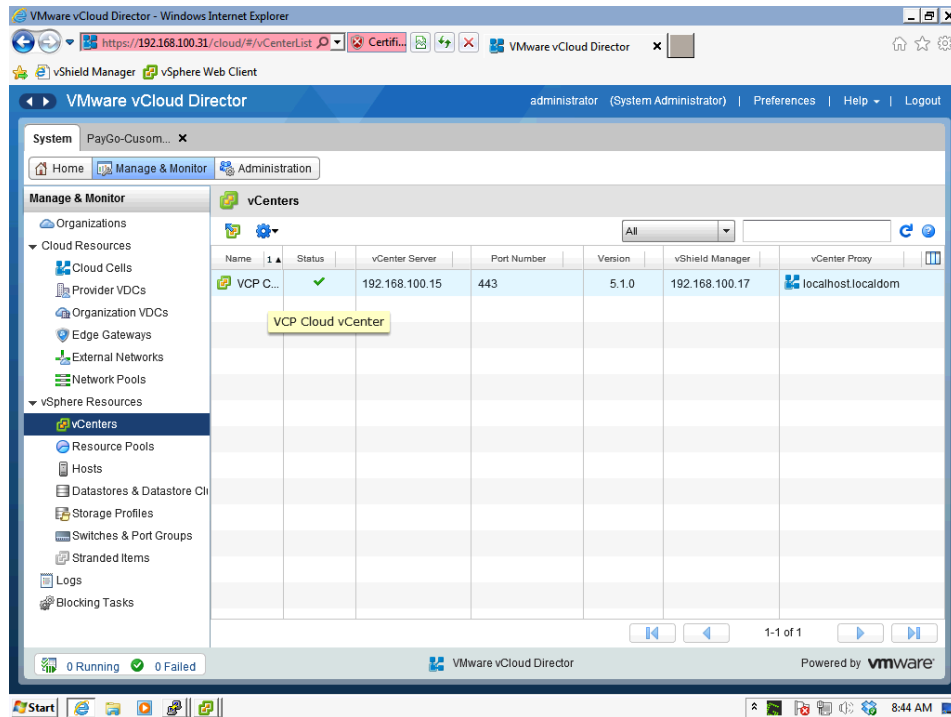 VMware vCloud Director - Windows Internet Explorer
https://192.168.100.31/cloud/#/vCenterList Certifi... VMware vCloud Director
vShield Manager vSphere Web Client
VMware vCloud Director administrator (System Administrator) | Preferences | Help | Logout
System PayGo-Cusom...
Home Manage & Monitor Administration
Manage & Monitor
Organizations
Cloud Resources
Cloud Cells
Provider VDCs
Organization VDCs
Edge Gateways
External Networks
Network Pools
vSphere Resources
vCenters
Resource Pools
Hosts
Datastores & Datastore Clu
Storage Profiles
Switches & Port Groups
Stranded Items
Logs
Blocking Tasks
vCenters
All
Name 1 Status vCenter Server Port Number Version vShield Manager vCenter Proxy
VCP C... 192.168.100.15 443 5.1.0 192.168.100.17 localhost.localdom
VCP Cloud vCenter
1-1 of 1
0 Running 0 Failed VMware vCloud Director Powered by vmware
Start 8:44 AM